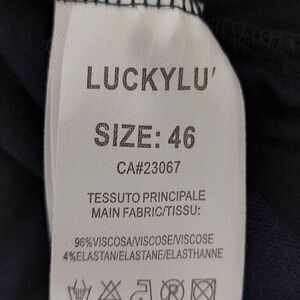 LUCKYLU'
SIZE: 46
CA#23067
TESSUTO PRINCIPALE
MAIN FABRIC/TISSU:
96%VISCOSA/VISCOSE/VISCOSE
4%ELASTAN/ELASTANE/ELASTHANNE